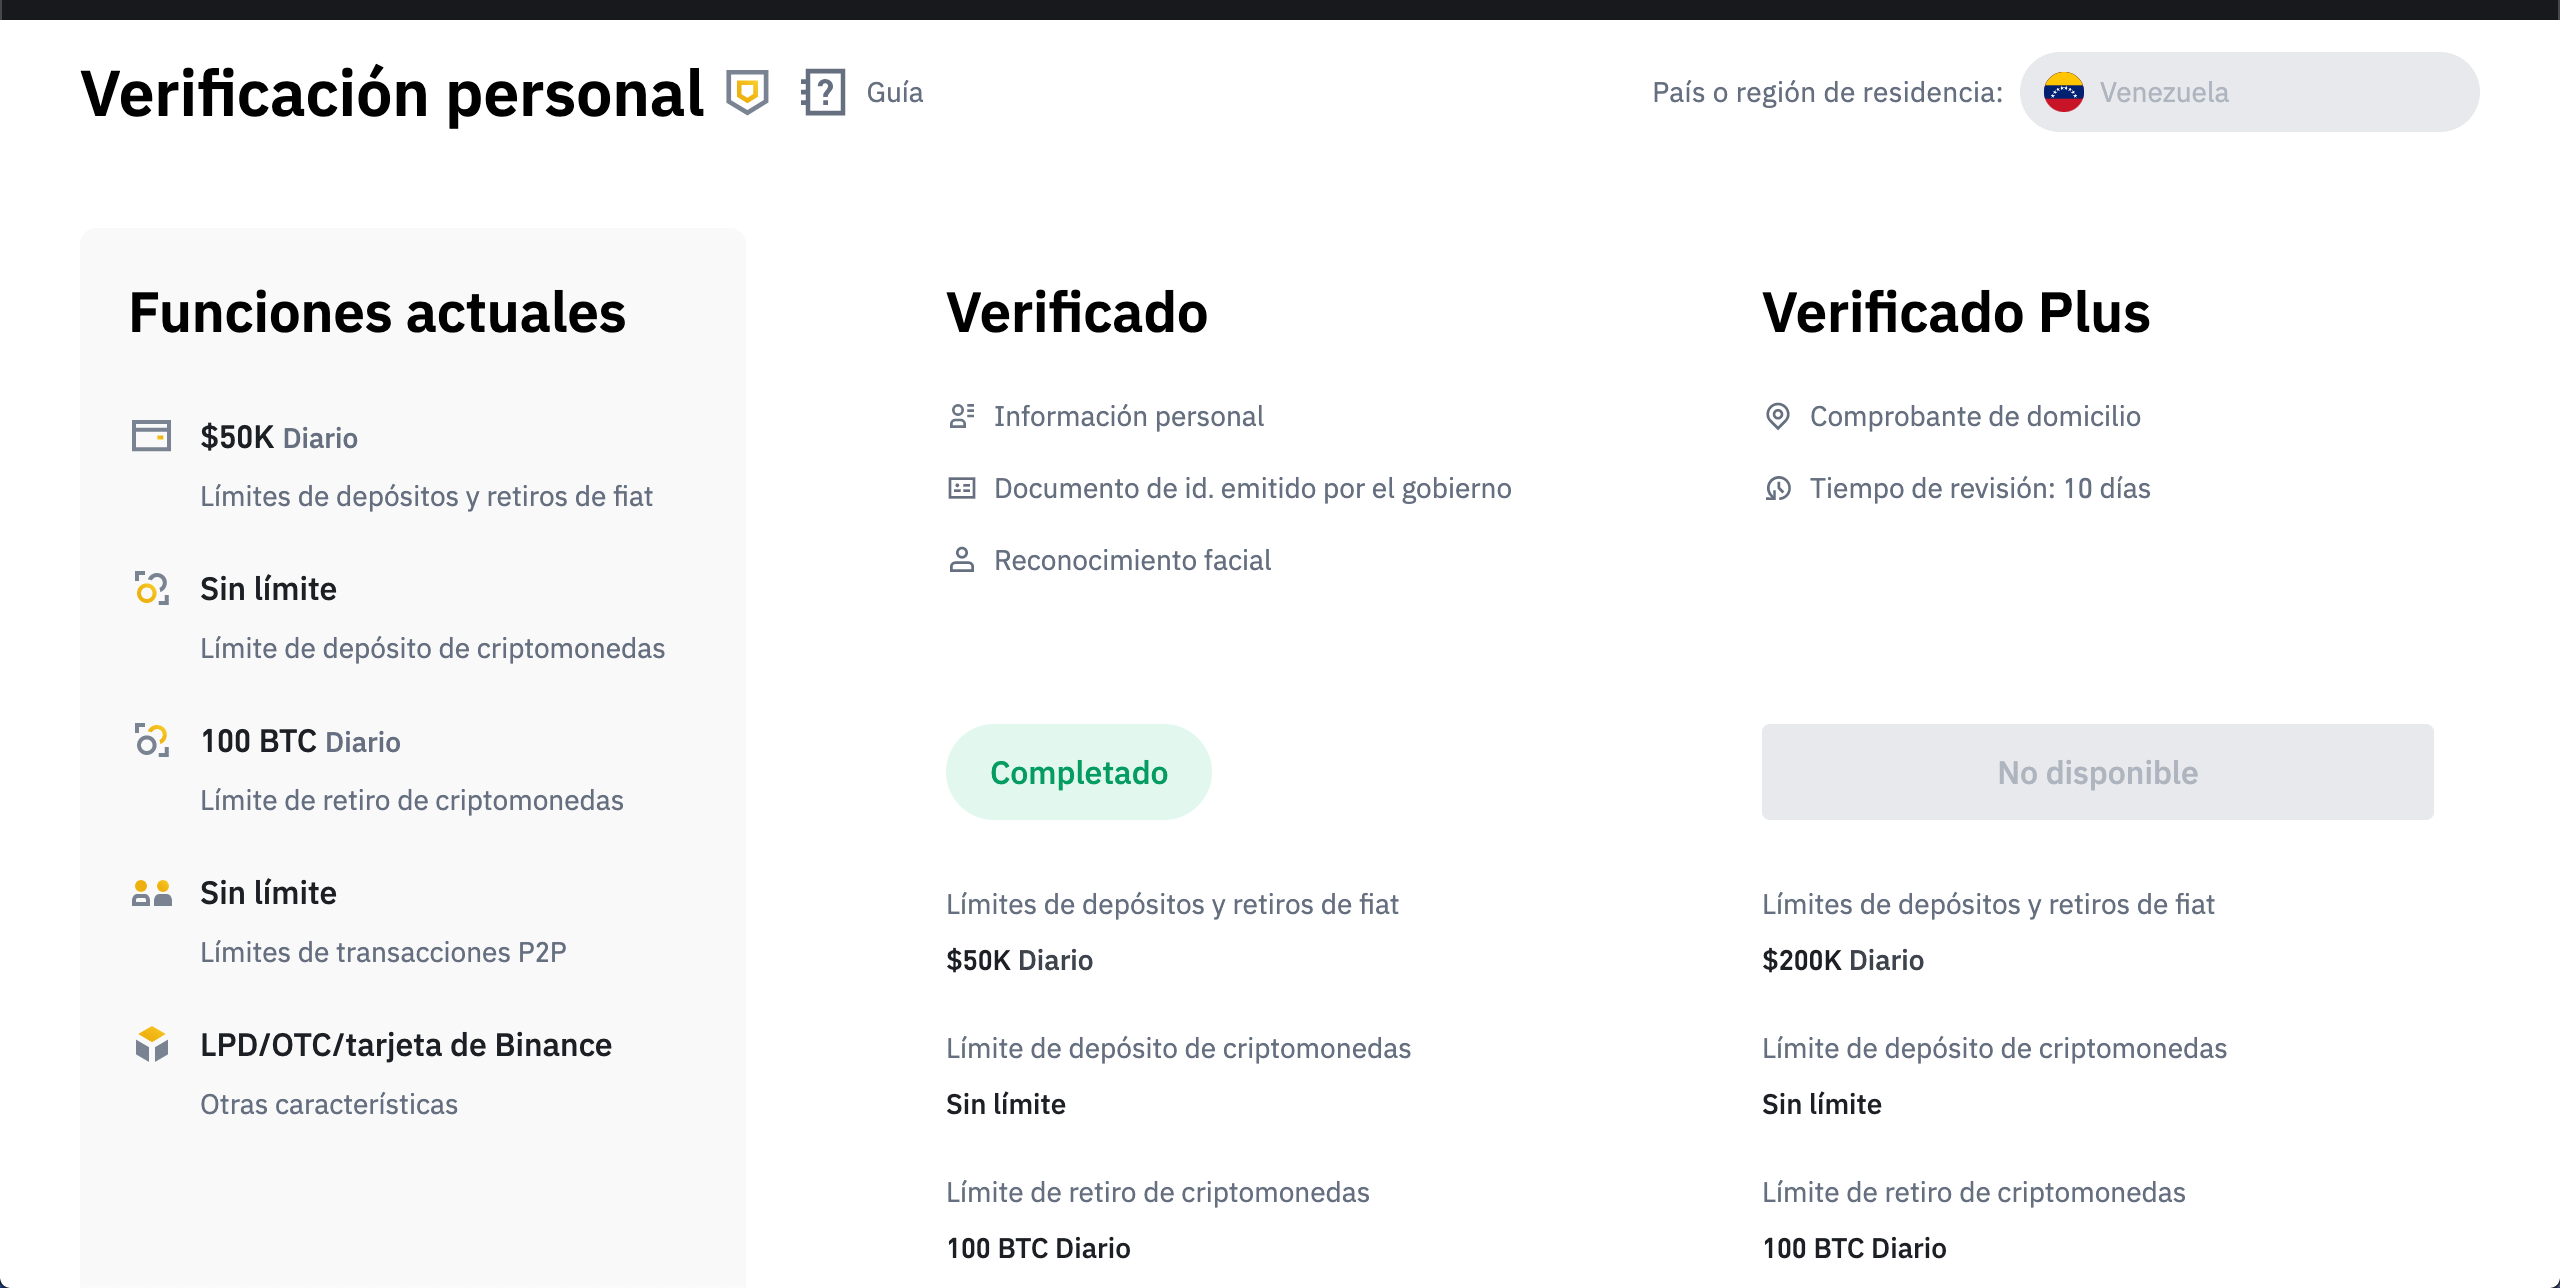 Verificación personal
Guía
País o región de residencia:
Venezuela
Funciones actuales
$50K Diario
Límites de depósitos y retiros de fiat
Sin límite
Límite de depósito de criptomonedas
100 BTC Diario
Límite de retiro de criptomonedas
Sin límite
Límites de transacciones P2P
LPD/OTC/tarjeta de Binance
Otras características
Verificado
Información personal
Documento de id. emitido por el gobierno
Reconocimiento facial
Completado
Límites de depósitos y retiros de fiat
$50K Diario
Límite de depósito de criptomonedas
Sin límite
Límite de retiro de criptomonedas
100 BTC Diario
Verificado Plus
Comprobante de domicilio
Tiempo de revisión: 10 días
No disponible
Límites de depósitos y retiros de fiat
$200K Diario
Límite de depósito de criptomonedas
Sin límite
Límite de retiro de criptomonedas
100 BTC Diario